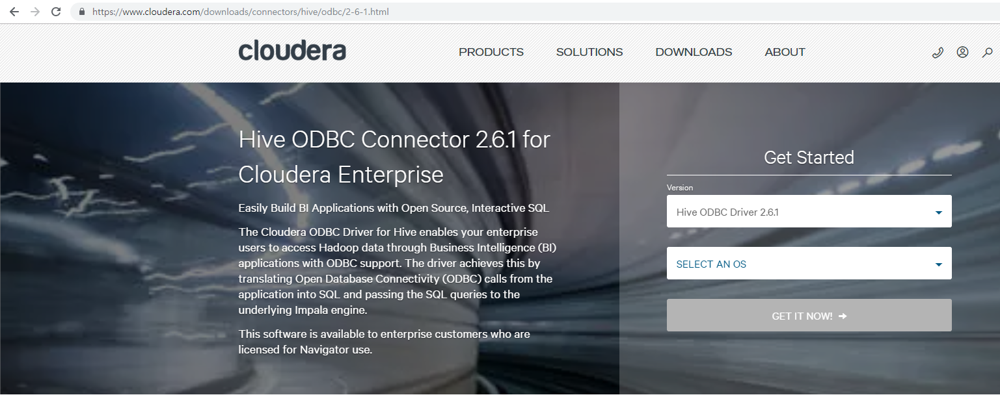 https://www.cloudera.com/downloads/connectors/hive/odbc/2-6-1.html
cloudera
PRODUCTS
SOLUTIONS
DOWNLOADS
ABOUT
Hive ODBC Connector 2.6.1 for
Cloudera Enterprise
Easily Build BI Applications with Open Source, Interactive SQL
The Cloudera ODBC Driver for Hive enables your enterprise
users to access Hadoop data through Business Intelligence (BI)
applications with ODBC support. The driver achieves this by
translating Open Database Connectivity (ODBC) calls from the
application into SQL and passing the SQL queries to the
underlying Impala engine.
This software is available to enterprise customers who are
licensed for Navigator use.
Get Started
Version
Hive ODBC Driver 2.6.1
SELECT AN OS
GET IT NOW!